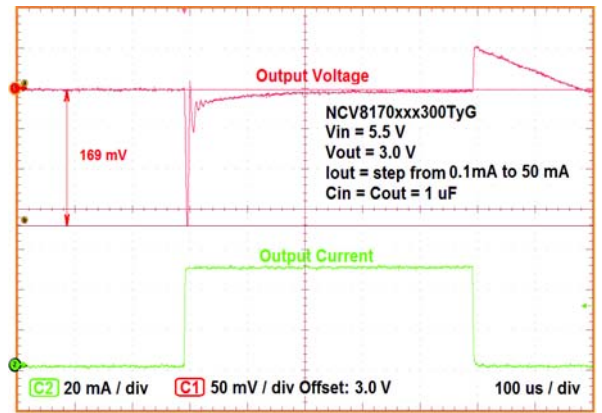 Output Voltage
NCV8170xxx300TyG
Vin = 5.5 V
Vout = 3.0 V
Iout = step from 0.1mA to 50 mA
Cin = Cout = 1 uF
169 mV
Output Current
C2 20 mA / div C1 50 mV / div Offset: 3.0 V 100 us / div